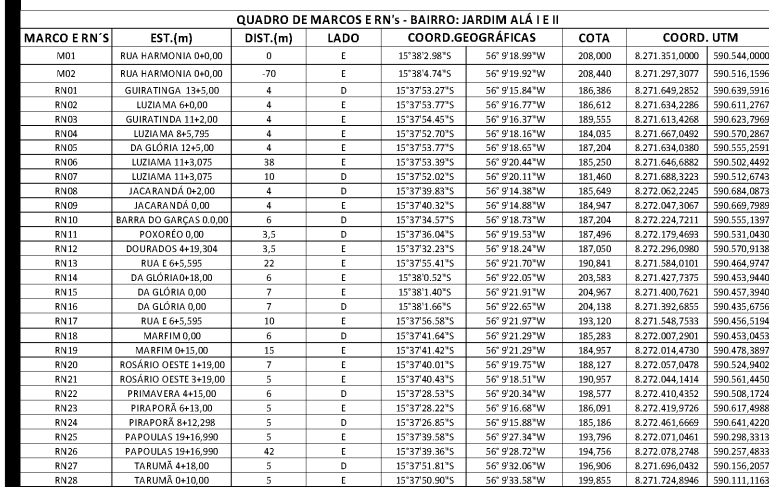 QUADRO DE MARCOS E RN's - BAIRRO: JARDIM ALÁ I E II
MARCO E RN´S EST.(m) DIST.(m) LADO COORD.GEOGRÁFICAS COTA COORD. UTM
M01 RUA HARMONIA 0+0,00 0 E 15°38'2.98"S 56° 9'18.99"W 208,000 8.271.351,0000 590.544,0000
M02 RUA HARMONIA 0+0,00 -70 E 15°38'4.74"S 56° 9'19.92"W 208,440 8.271.297,3077 590.516,1596
RN01 GUIRATINGA 13+5,00 4 D 15°37'53.27"S 56° 9'15.84"W 186,386 8.271.649,2852 590.639,5916
RN02 LUZIAMA 6+0,00 4 E 15°37'53.77"S 56° 9'16.77"W 186,612 8.271.634,2286 590.611,2767
RN03 GUIRATINDA 11+2,00 4 E 15°37'54.45"S 56° 9'16.37"W 189,555 8.271.613,4268 590.623,7969
RN04 LUZIAMA 8+5,795 4 E 15°37'52.70"S 56° 9'18.16"W 184,035 8.271.667,0492 590.570,2867
RN05 DA GLÓRIA 12+5,00 4 E 15°37'53.77"S 56° 9'18.65"W 187,204 8.271.634,0380 590.555,2591
RN06 LUZIAMA 11+3,075 38 E 15°37'53.39"S 56° 9'20.44"W 185,250 8.271.646,6882 590.502,4492
RN07 LUZIAMA 11+3,075 10 D 15°37'52.02"S 56° 9'20.11"W 181,460 8.271.688,3223 590.512,6743
RN08 JACARANDÁ 0+2,00 4 D 15°37'39.83"S 56° 9'14.38"W 185,649 8.272.062,2245 590.684,0873
RN09 JACARANDÁ 0,00 4 E 15°37'40.32"S 56° 9'14.88"W 184,947 8.272.047,3067 590.669,7989
RN10 BARRA DO GARÇAS 0.0,00 6 D 15°37'34.57"S 56° 9'18.73"W 187,204 8.272.224,7211 590.555,1397
RN11 POXORÉO 0,00 3,5 D 15°37'36.04"S 56° 9'19.53"W 187,496 8.272.179,4693 590.531,0430
RN12 DOURADOS 4+19,304 3,5 E 15°37'32.23"S 56° 9'18.24"W 187,050 8.272.296,0980 590.570,9138
RN13 RUA E 6+5,595 22 E 15°37'55.41"S 56° 9'21.70"W 190,841 8.271.584,0101 590.464,9747
RN14 DA GLÓRIA0+18,00 6 E 15°38'0.52"S 56° 9'22.05"W 203,583 8.271.427,7375 590.453,9440
RN15 DA GLÓRIA 0,00 7 E 15°38'1.40"S 56° 9'21.91"W 204,967 8.271.400,7621 590.457,3940
RN16 DA GLÓRIA 0,00 7 D 15°38'1.66"S 56° 9'22.65"W 204,138 8.271.392,6855 590.435,6756
RN17 RUA E 6+5,595 10 E 15°37'56.58"S 56° 9'21.97"W 193,120 8.271.548,7533 590.456,5194
RN18 MARFIM 0,00 6 D 15°37'41.64"S 56° 9'21.29"W 185,283 8.272.007,2901 590.453,0453
RN19 MARFIM 0+15,00 15 E 15°37'41.42"S 56° 9'21.29"W 184,957 8.272.014,4730 590.478,3897
RN20 ROSÁRIO OESTE 1+19,00 7 E 15°37'40.01"S 56° 9'19.75"W 188,127 8.272.057,0478 590.524,9402
RN21 ROSÁRIO OESTE 3+19,00 5 E 15°37'40.43"S 56° 9'18.51"W 190,957 8.272.044,1414 590.561,4450
RN22 PRIMAVERA 4+15,00 6 D 15°37'28.53"S 56° 9'20.34"W 198,577 8.272.410,4352 590.508,1724
RN23 PIRAPORÃ 6+13,00 5 E 15°37'28.22"S 56° 9'16.68"W 186,091 8.272.419,9726 590.617,4988
RN24 PIRAPORÃ 8+12,298 5 D 15°37'26.85"S 56° 9'15.88"W 185,186 8.272.461,6669 590.641,4220
RN25 PAPOULAS 19+16,990 5 E 15°37'39.58"S 56° 9'27.34"W 193,796 8.272.071,0461 590.298,3313
RN26 PAPOULAS 19+16,990 42 E 15°37'39.36"S 56° 9'28.72"W 194,756 8.272.078,2748 590.257,4833
RN27 TARUMÃ 4+18,00 5 D 15°37'51.81"S 56° 9'32.06"W 196,906 8.271.696,0432 590.156,2057
RN28 TARUMÃ 0+10,00 5 E 15°37'50.90"S 56° 9'33.58"W 199,855 8.271.724,8946 590.111,1163